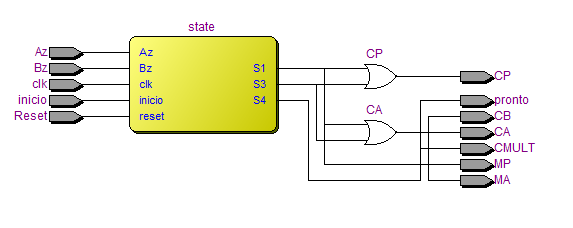 state
Az
Bz
clk
inicio
Reset
Az
Bz
clk
inicio
reset
S1
S3
S4
CP
CA
CP
pronto
CB
CA
CMULT
MP
MA